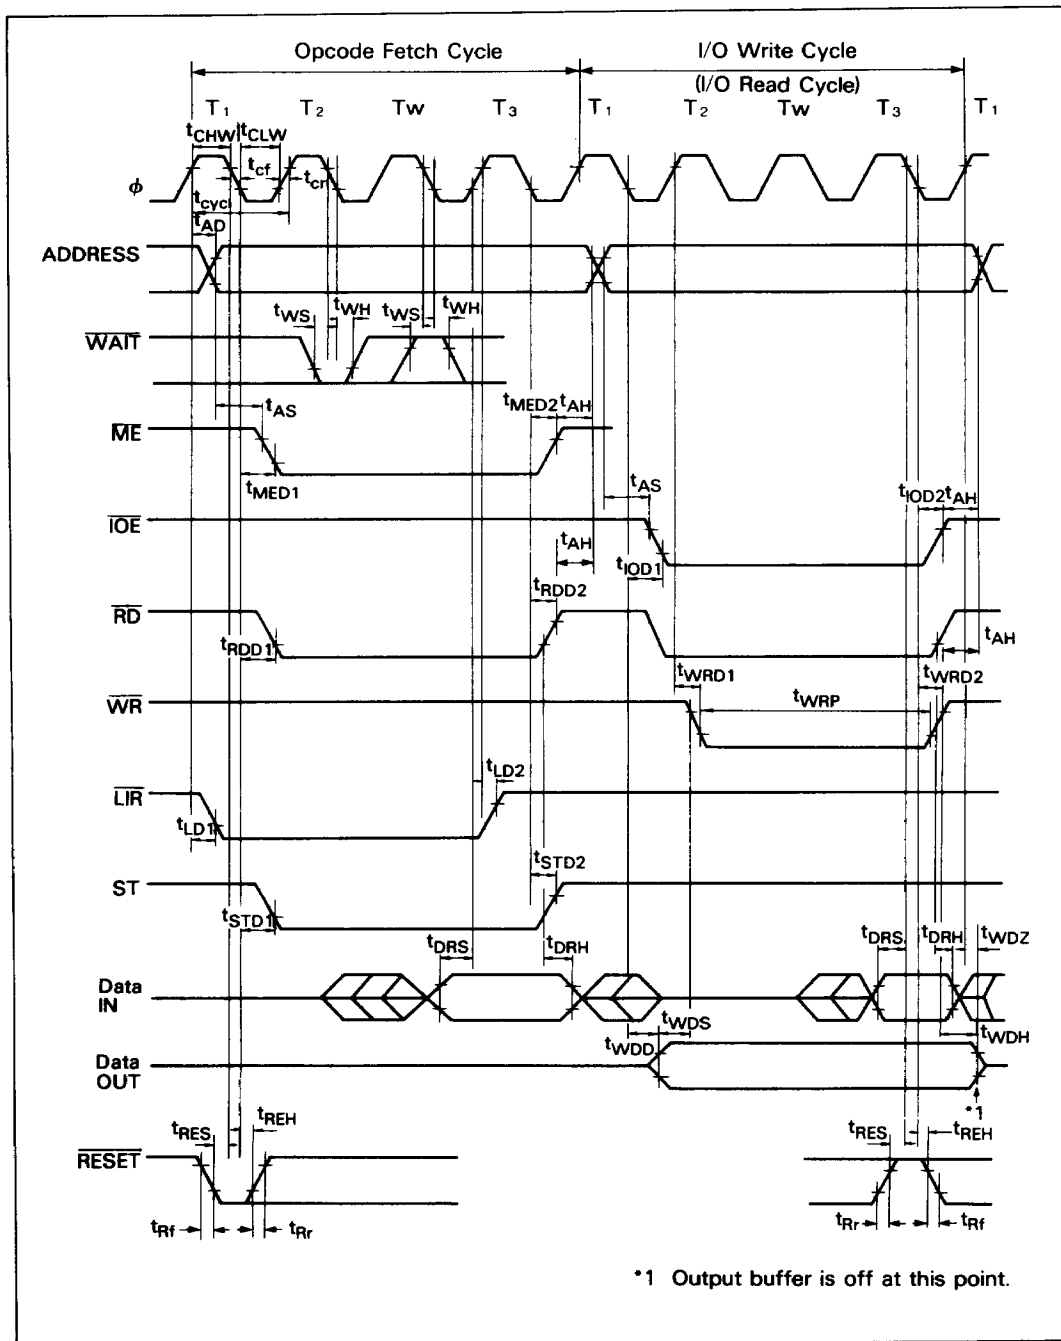 Opcode Fetch Cycle I/O Write Cycle
(I/O Read Cycle)
T1 T2 TW T3 T1 T2 TW T3 T1
tCHW tCLW
tcf tcr
ϕ
tcyc
tAD
ADDRESS
tWS tWH tWS tWH
WAIT
tAS tMED2 tAH
ME
tMED1 tAS tIOD2 tAH
IOE
tAH tIOD1
tRDD2
RD
tRDD1 tAH
tWRD1 tWRD2
WR tWRP
tLD2
LIR
tLD1
tSTD2
ST
tSTD1
tDRS tDRH tDRS tDRH tWDZ
Data
IN
tWDD tWDS tWDH
Data
OUT
*1
tRES tREH tRES tREH
RESET
tRf tRr tRr tRf
*1 Output buffer is off at this point.